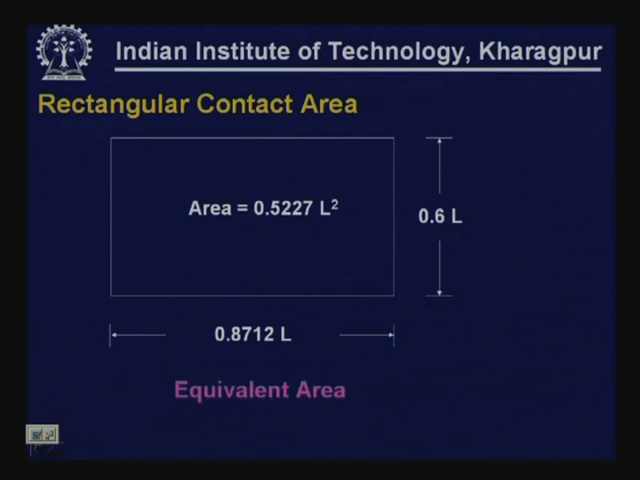 Indian Institute of Technology, Kharagpur
Rectangular Contact Area
Area = 0.5227 L²
0.6 L
0.8712 L
Equivalent Area